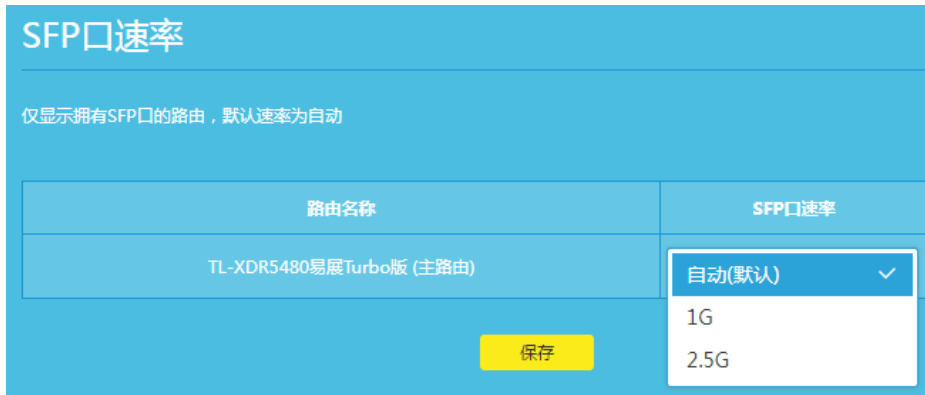 SFP口速率
仅显示拥有SFP口的路由，默认速率为自动
路由名称 SFP口速率
TL-XDR5480易展Turbo版 (主路由)
自动(默认)
1G
2.5G
保存